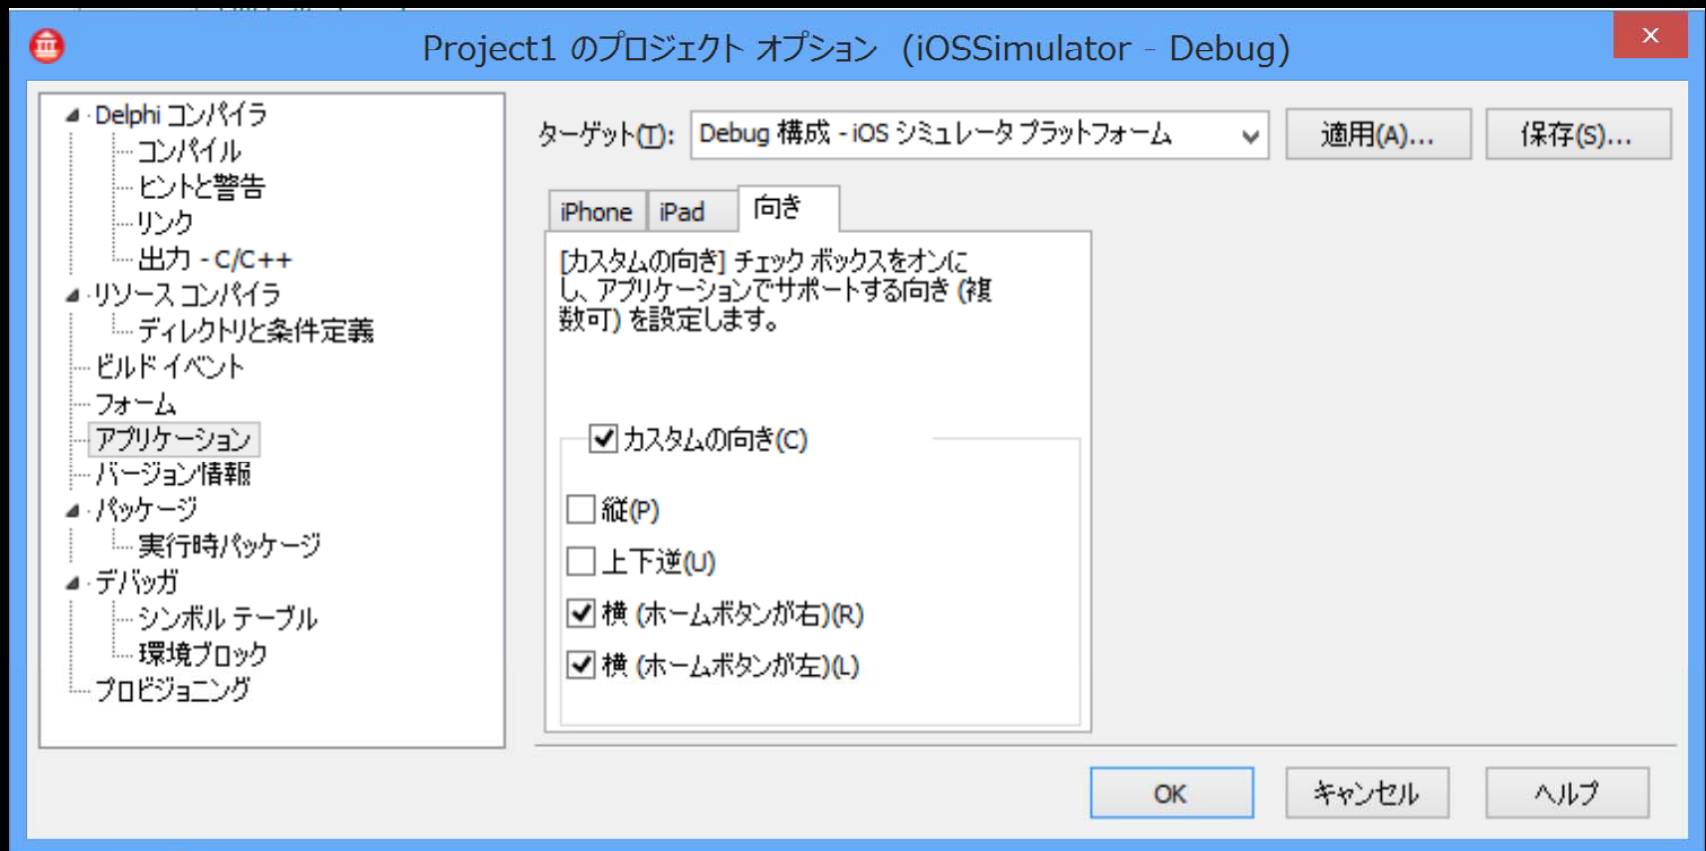 Project1 のプロジェクト オプション (iOSSimulator - Debug)
Delphi コンパイラ
コンパイル
ヒントと警告
リンク
出力 - C/C++
リソース コンパイラ
ディレクトリと条件定義
ビルド イベント
フォーム
アプリケーション
バージョン情報
パッケージ
実行時パッケージ
デバッガ
シンボル テーブル
環境ブロック
プロビジョニング
ターゲット(T): Debug 構成 - iOS シミュレータ プラットフォーム 適用(A)... 保存(S)...
iPhone iPad 向き
[カスタムの向き] チェック ボックスをオンに
し、アプリケーションでサポートする向き (複
数可) を設定します。
カスタムの向き(C)
縦(P)
上下逆(U)
横 (ホームボタンが右)(R)
横 (ホームボタンが左)(L)
OK キャンセル ヘルプ